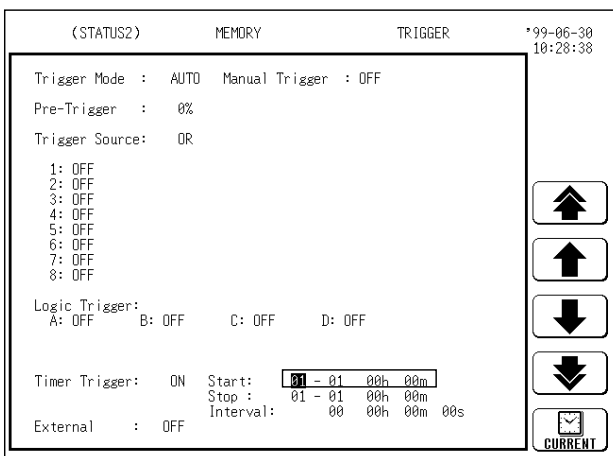 (STATUS2) MEMORY TRIGGER '99-06-30
10:28:38
Trigger Mode : AUTO Manual Trigger : OFF
Pre-Trigger : 0%
Trigger Source: OR
1: OFF
2: OFF
3: OFF
4: OFF
5: OFF
6: OFF
7: OFF
8: OFF
Logic Trigger:
A: OFF B: OFF C: OFF D: OFF
Timer Trigger: ON Start: 01 - 01 00h 00m
Stop : 01 - 01 00h 00m
Interval: 00 00h 00m 00s
External : OFF
CURRENT